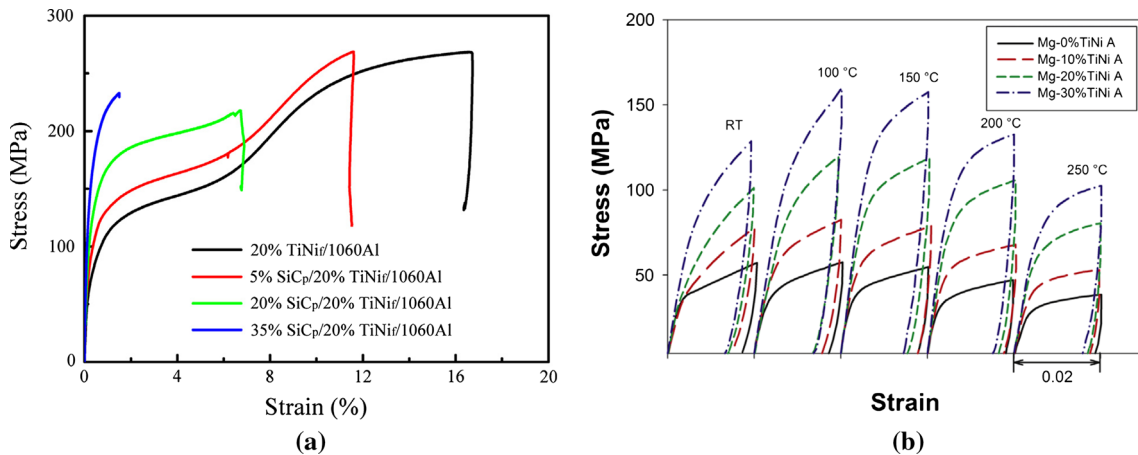 300
200
100
0
0
4
8
12
16
20
Stress (MPa)
Strain (%)
20% TiNif/1060Al
5% SiCp/20% TiNif/1060Al
20% SiCp/20% TiNif/1060Al
35% SiCp/20% TiNif/1060Al
(a)
200
150
100
50
Stress (MPa)
Strain
RT
100 °C
150 °C
200 °C
250 °C
Mg-0%TiNi A
Mg-10%TiNi A
Mg-20%TiNi A
Mg-30%TiNi A
0.02
(b)